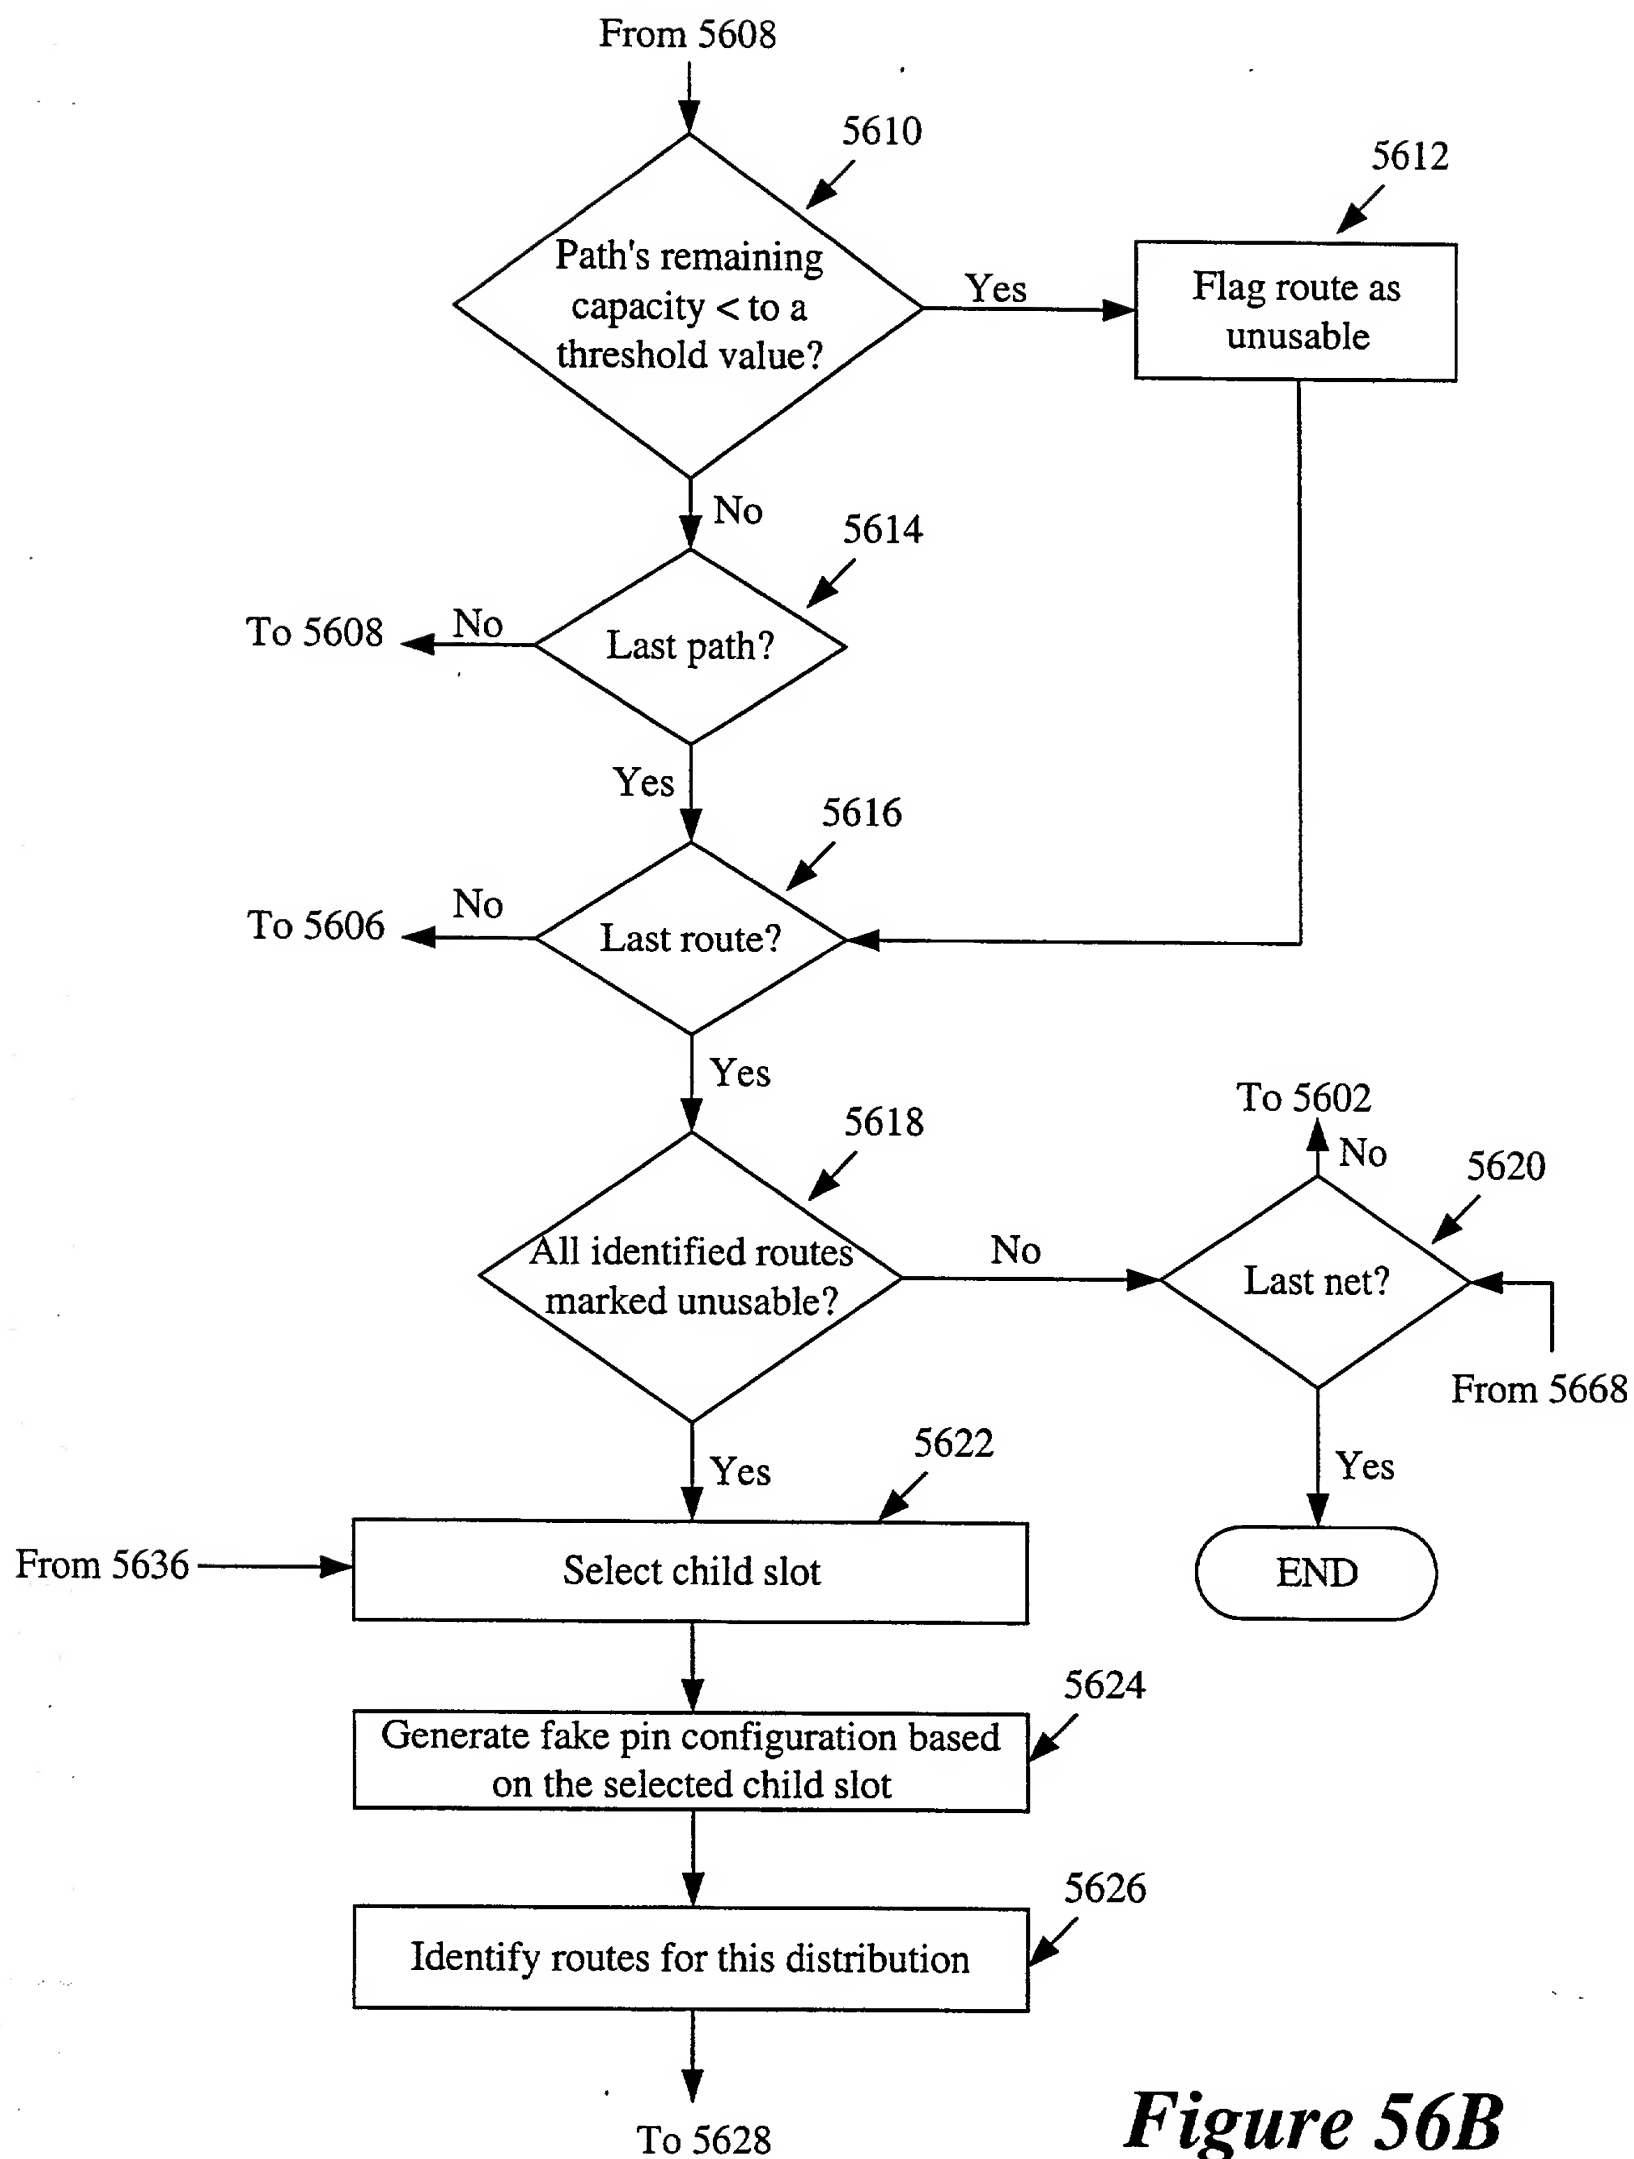 From 5608
5610
5612
Path's remaining
capacity < to a
threshold value?
Yes
Flag route as
unusable
No
5614
To 5608
No
Last path?
Yes
5616
To 5606
No
Last route?
Yes
5618
To 5602
No
5620
All identified routes
marked unusable?
No
Last net?
From 5668
Yes
5622
Yes
From 5636
Select child slot
END
5624
Generate fake pin configuration based
on the selected child slot
5626
Identify routes for this distribution
To 5628
Figure 56B